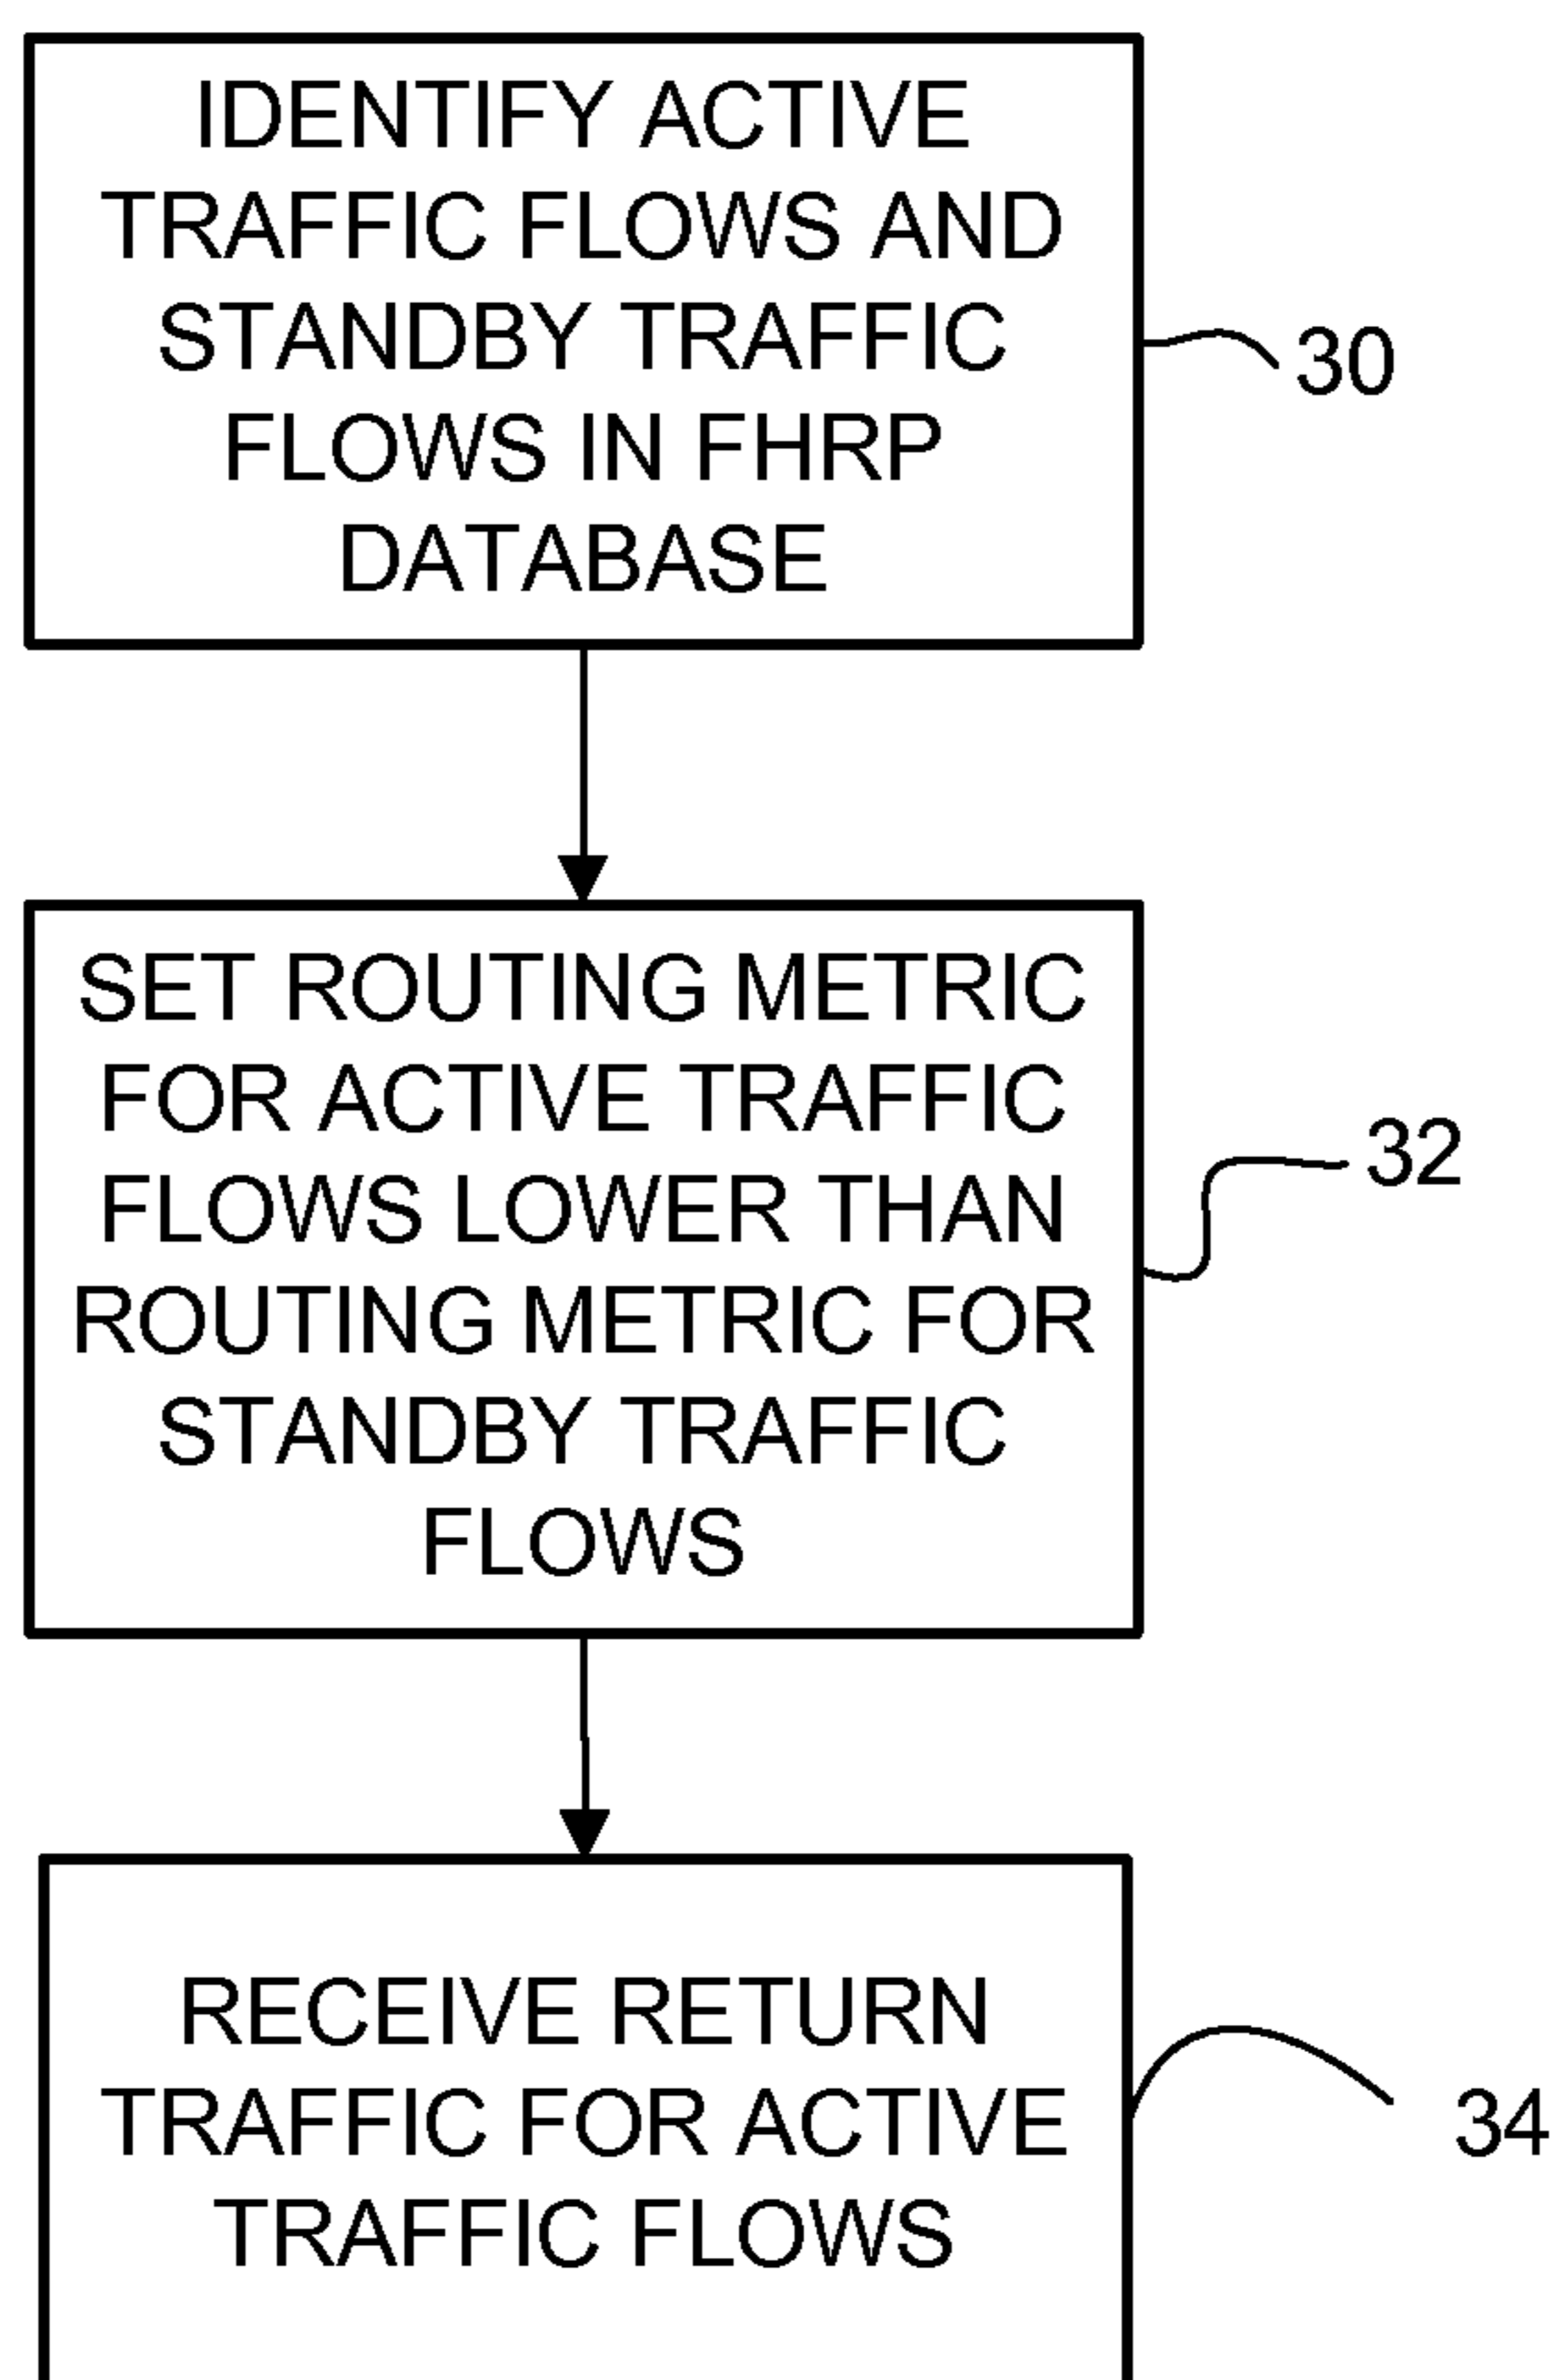 IDENTIFY ACTIVE
TRAFFIC FLOWS AND
STANDBY TRAFFIC
FLOWS IN FHRP
DATABASE
30
SET ROUTING METRIC
FOR ACTIVE TRAFFIC
FLOWS LOWER THAN
ROUTING METRIC FOR
STANDBY TRAFFIC
FLOWS
32
RECEIVE RETURN
TRAFFIC FOR ACTIVE
TRAFFIC FLOWS
34